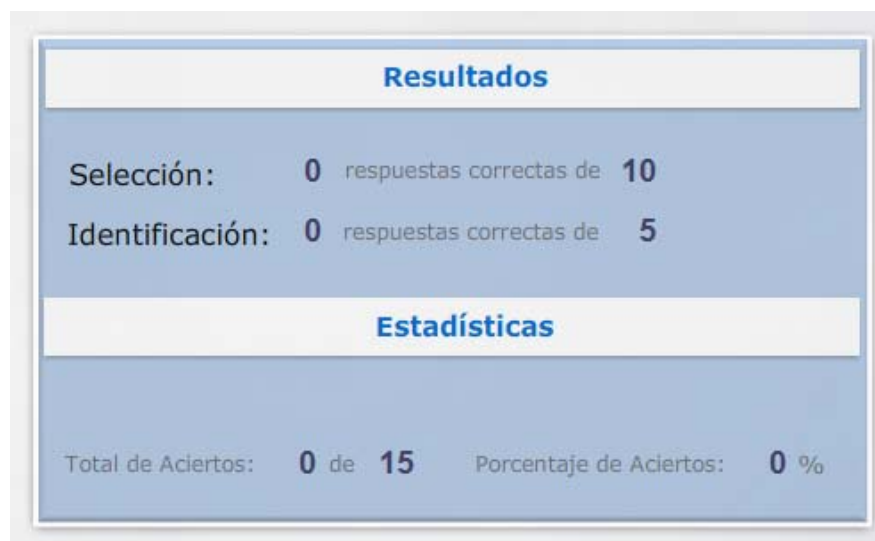 Resultados
Selección: 0 respuestas correctas de 10
Identificación: 0 respuestas correctas de 5
Estadísticas
Total de Aciertos: 0 de 15 Porcentaje de Aciertos: 0 %